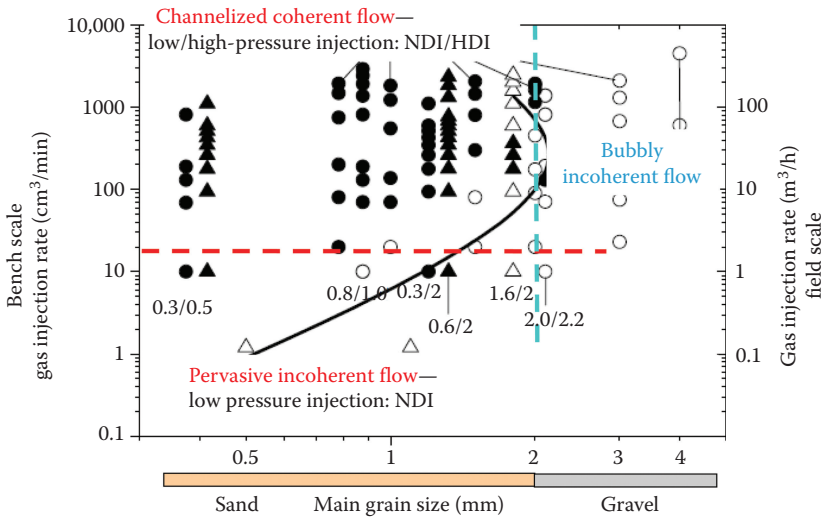 Channelized coherent flow—
low/high-pressure injection: NDI/HDI
10,000
1000
100
10
1
0.1
Bench scale
gas injection rate (cm³/min)
100
10
1
0.1
Gas injection rate (m³/h)
field scale
Bubbly
incoherent flow
0.3/0.5
0.8/1.0
0.3/2
0.6/2
1.6/2
2.0/2.2
Pervasive incoherent flow—
low pressure injection: NDI
0.5
1
2
3
4
Sand
Main grain size (mm)
Gravel